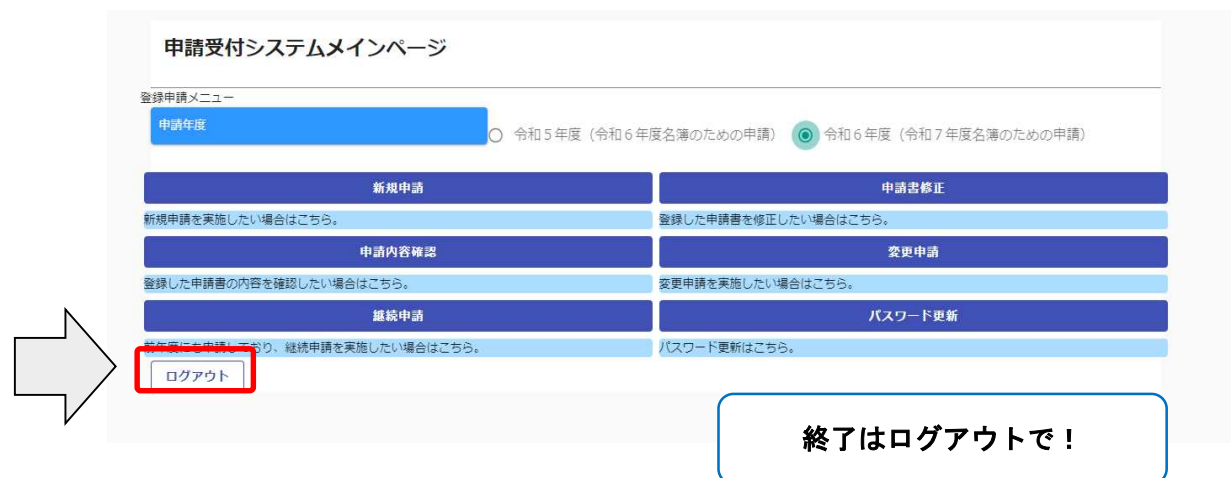 申請受付システムメインページ
登録申請メニュー
申請年度
令和5年度（令和6年度名簿のための申請） 令和6年度（令和7年度名簿のための申請）
新規申請 申請書修正
新規申請を実施したい場合はこちら。 登録した申請書を修正したい場合はこちら。
申請内容確認 変更申請
登録した申請書の内容を確認したい場合はこちら。 変更申請を実施したい場合はこちら。
継続申請 パスワード更新
前年度にも申請しており、継続申請を実施したい場合はこちら。 パスワード更新はこちら。
ログアウト
終了はログアウトで！